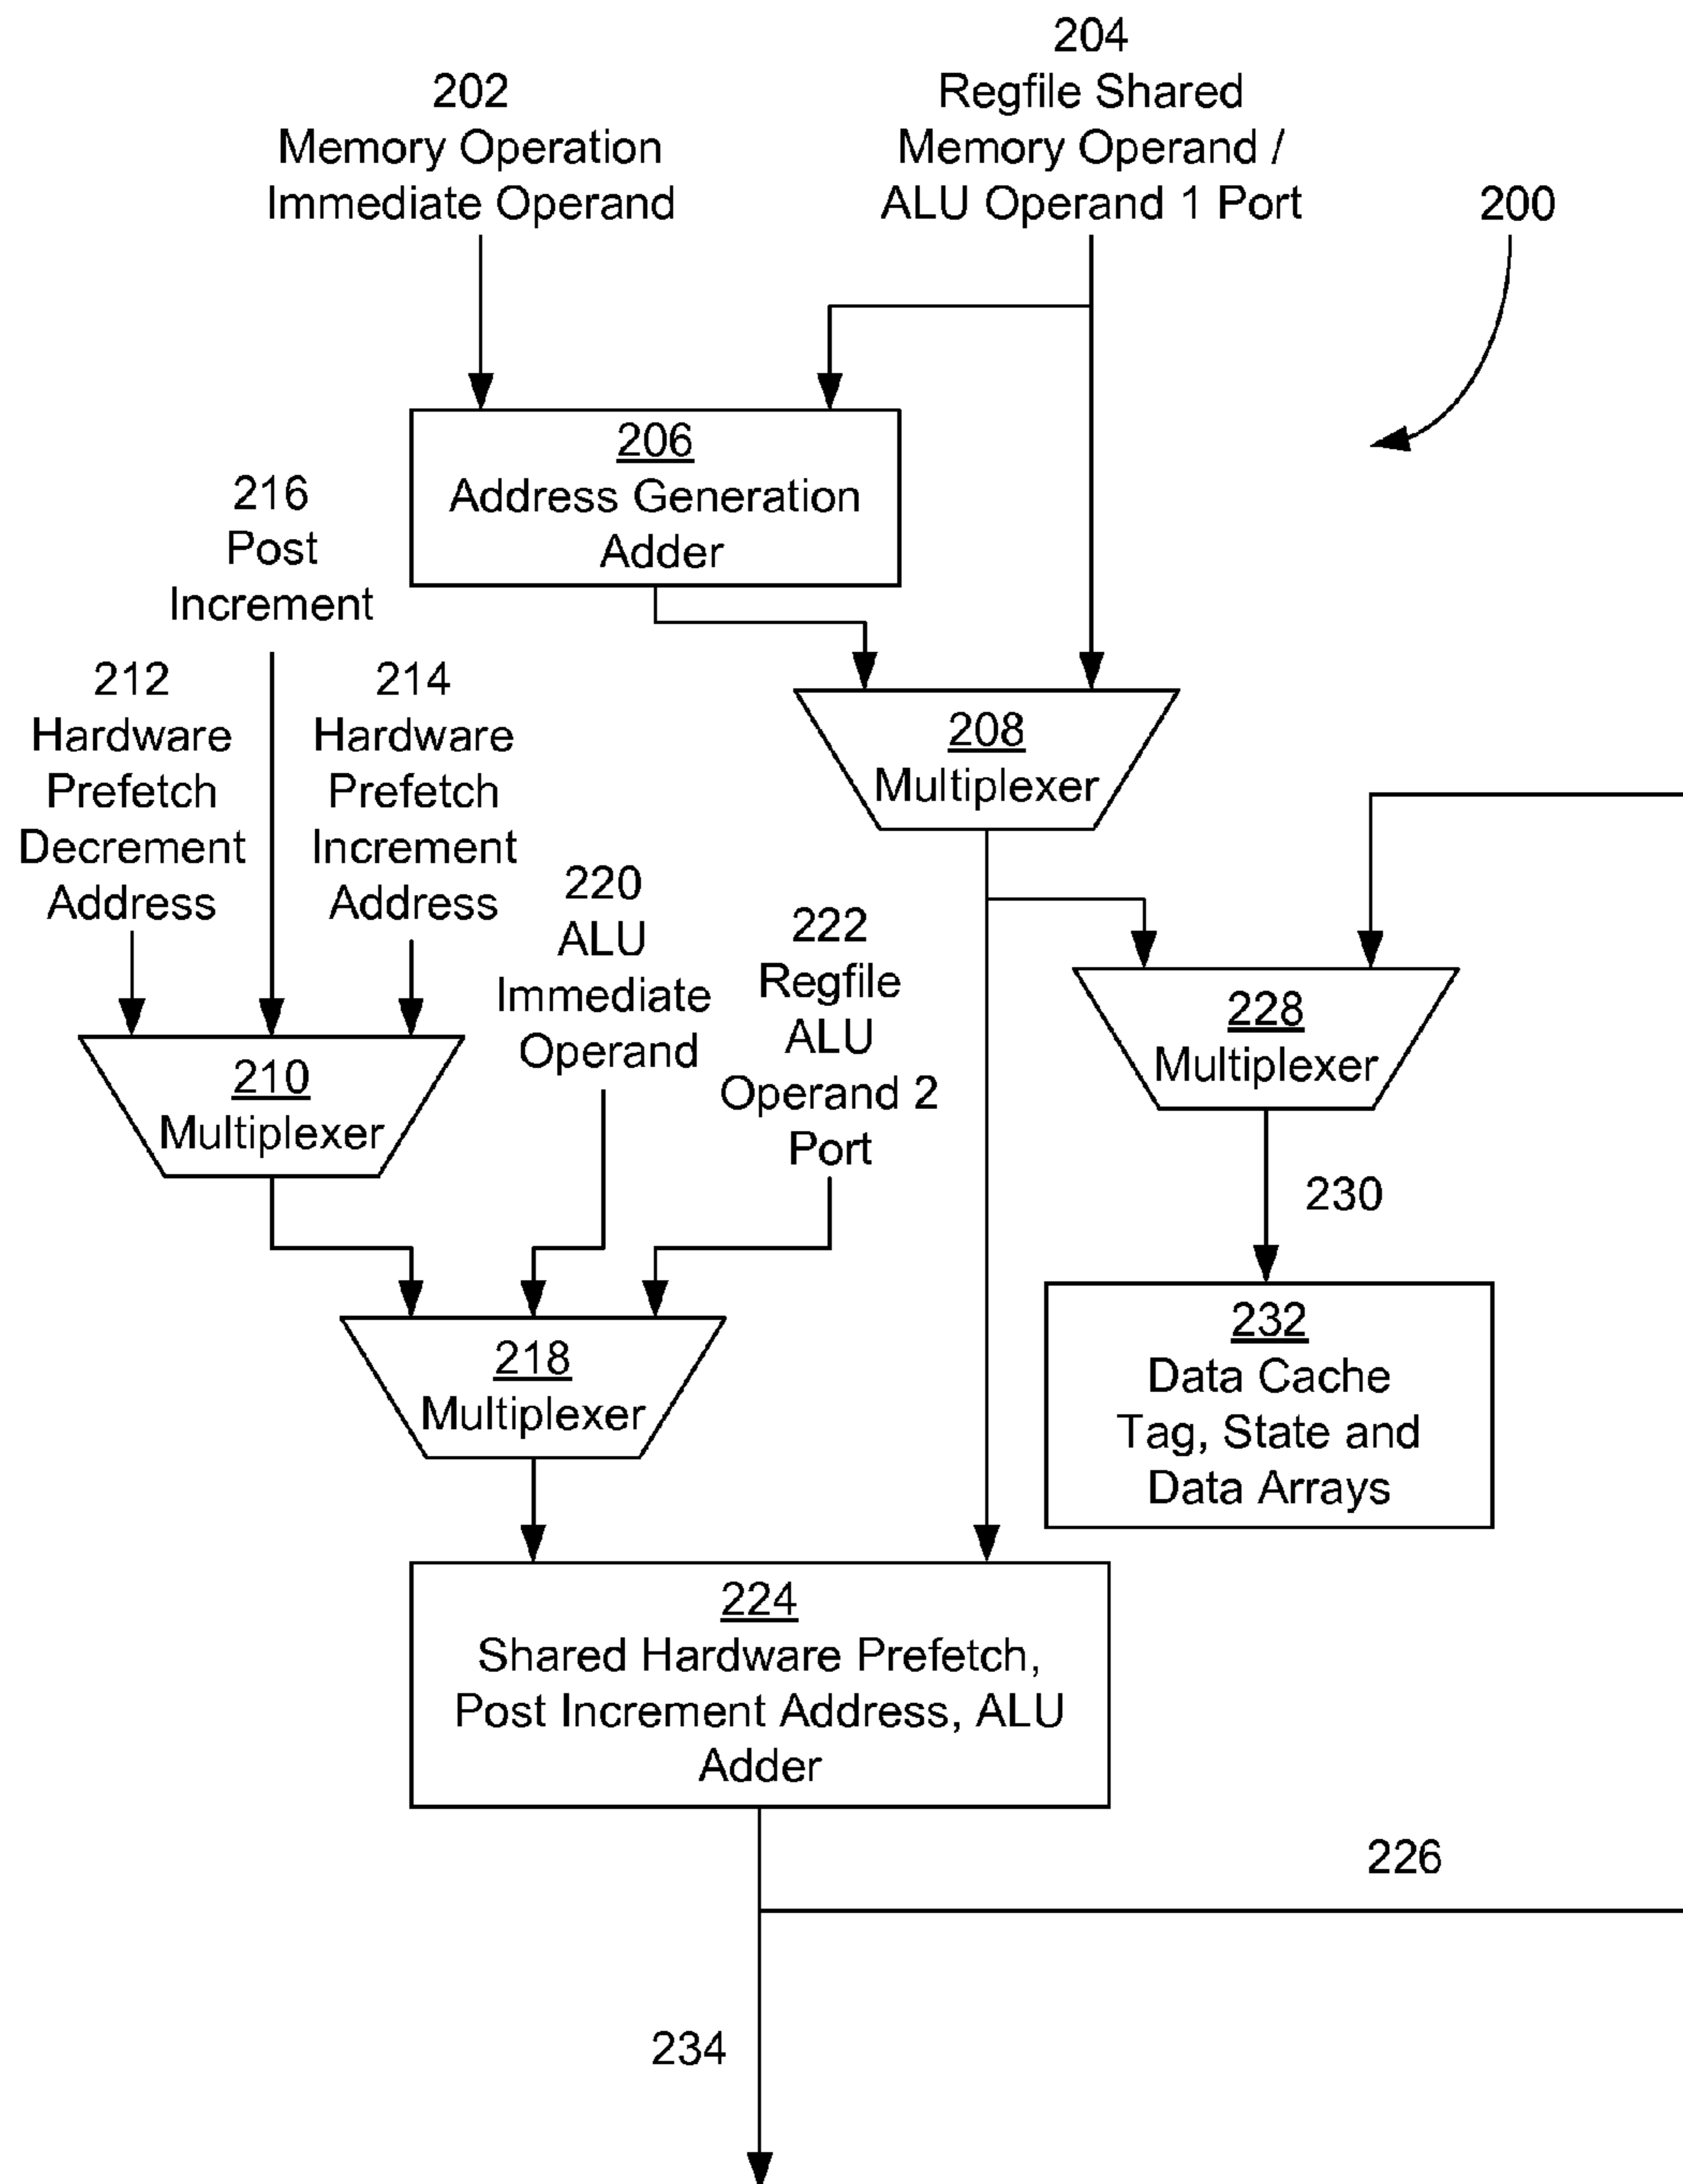 204
Regfile Shared
Memory Operand /
ALU Operand 1 Port
202
Memory Operation
Immediate Operand
200
206
Address Generation
Adder
216
Post
Increment
212
Hardware
Prefetch
Decrement
Address
214
Hardware
Prefetch
Increment
Address
208
Multiplexer
220
ALU
Immediate
Operand
222
Regfile
ALU
Operand 2
Port
228
Multiplexer
210
Multiplexer
230
218
Multiplexer
232
Data Cache
Tag, State and
Data Arrays
224
Shared Hardware Prefetch,
Post Increment Address, ALU
Adder
226
234